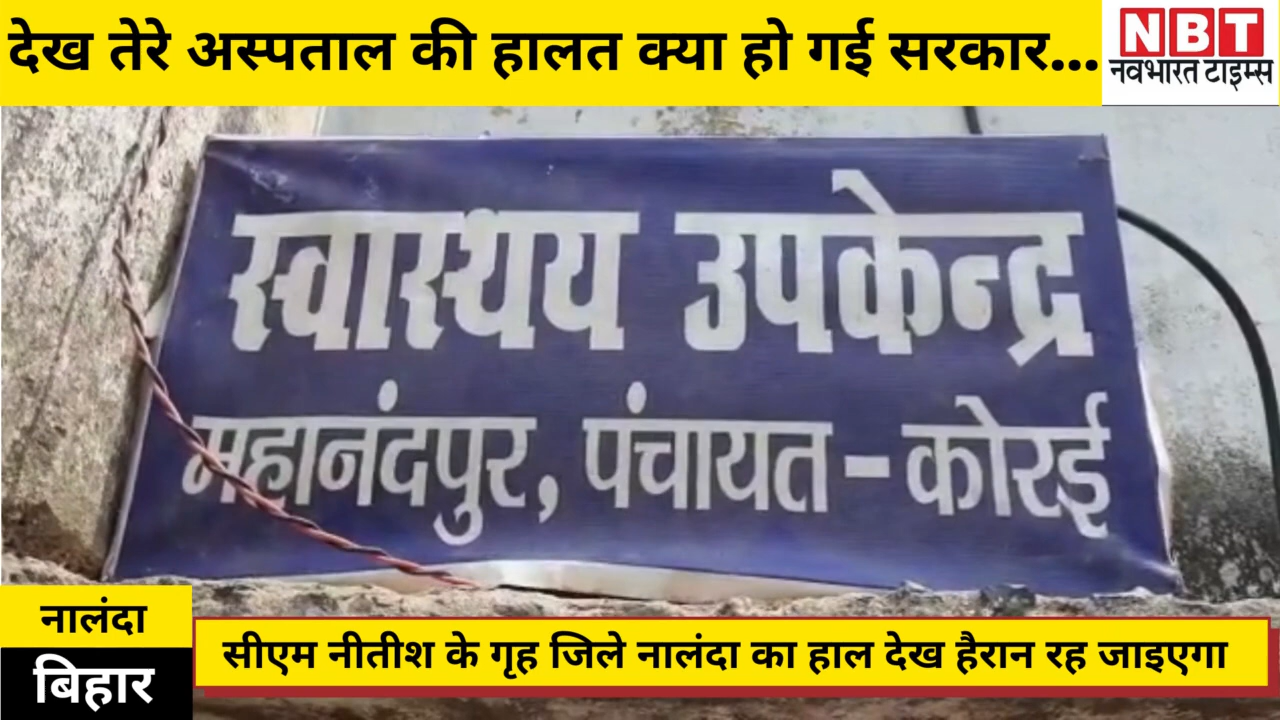 देख तेरे अस्पताल की हालत क्या हो गई सरकार...
NBT
नवभारत टाइम्स
स्वास्थ्य उपकेन्द्र
महानंदपुर, पंचायत - कोरई
नालंदा
बिहार
सीएम नीतीश के गृह जिले नालंदा का हाल देख हैरान रह जाइएगा